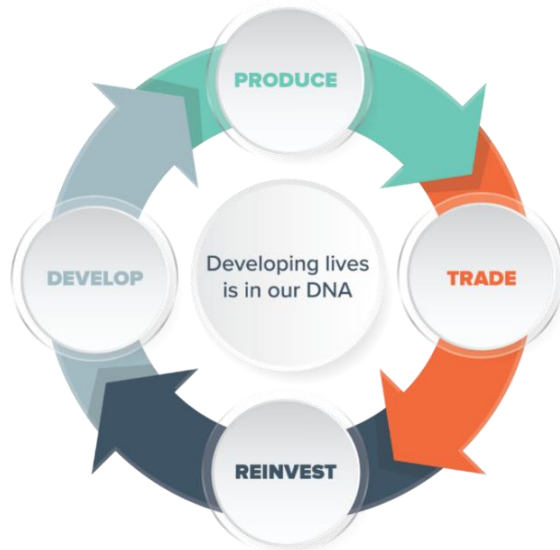 PRODUCE
Developing lives
is in our DNA
DEVELOP
TRADE
REINVEST